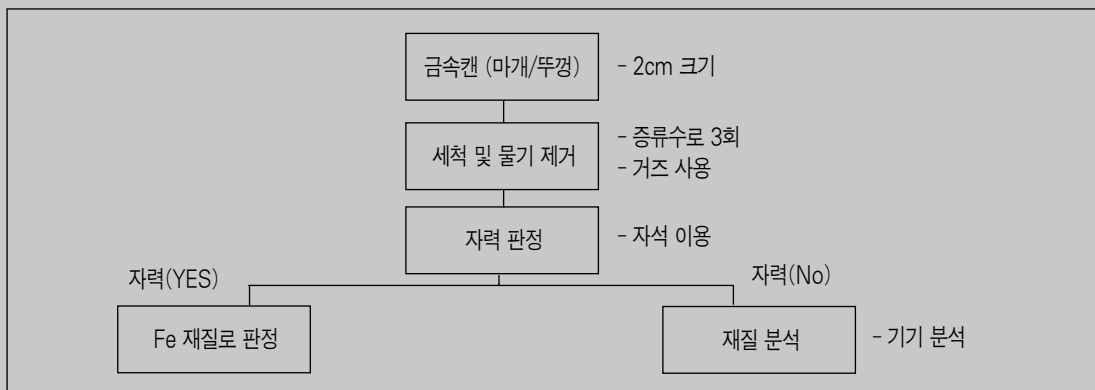 금속캔 (마개/뚜껑)
- 2cm 크기
세척 및 물기 제거
- 증류수로 3회
- 거즈 사용
자력 판정
- 자석 이용
자력(YES)
자력(No)
Fe 재질로 판정
재질 분석
- 기기 분석